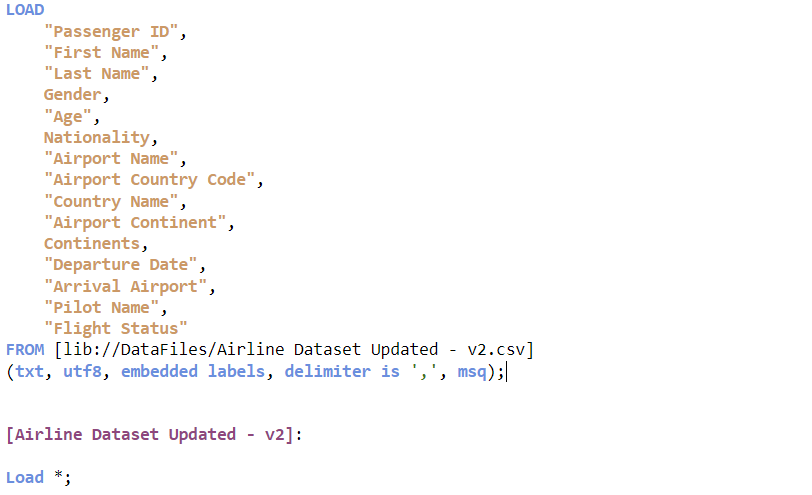 LOAD
"Passenger ID",
"First Name",
"Last Name",
Gender,
"Age",
Nationality,
"Airport Name",
"Airport Country Code",
"Country Name",
"Airport Continent",
Continents,
"Departure Date",
"Arrival Airport",
"Pilot Name",
"Flight Status"
FROM [lib://DataFiles/Airline Dataset Updated - v2.csv]
(txt, utf8, embedded labels, delimiter is ',', msq);
[Airline Dataset Updated - v2]:
Load *;